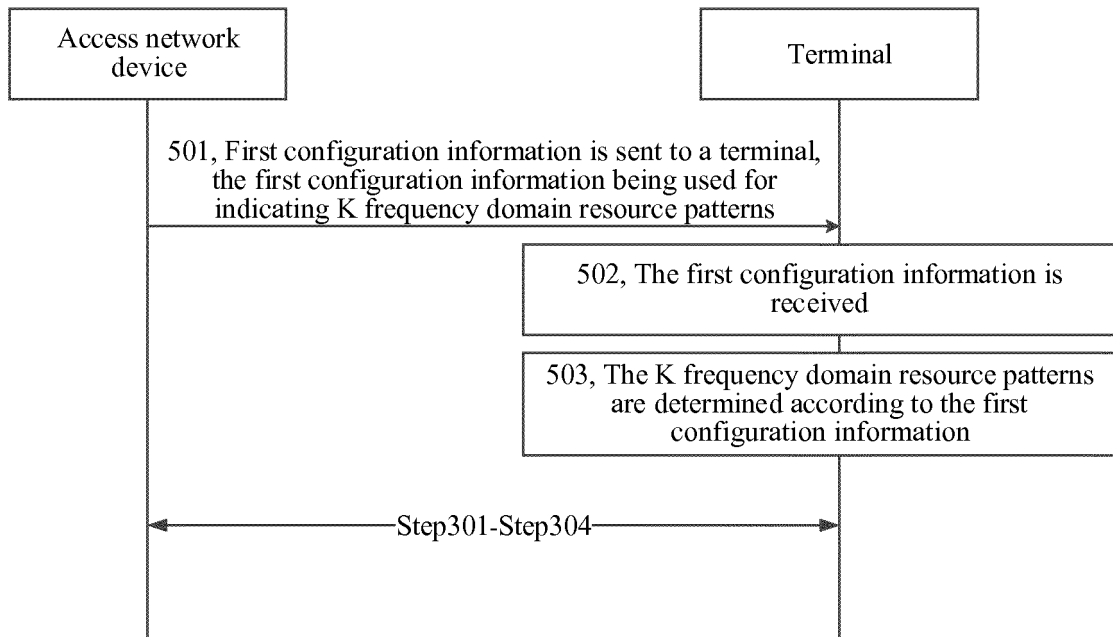 Access network
device
Terminal
501, First configuration information is sent to a terminal,
the first configuration information being used for
indicating K frequency domain resource patterns
502, The first configuration information is
received
503, The K frequency domain resource patterns
are determined according to the first
configuration information
Step301-Step304